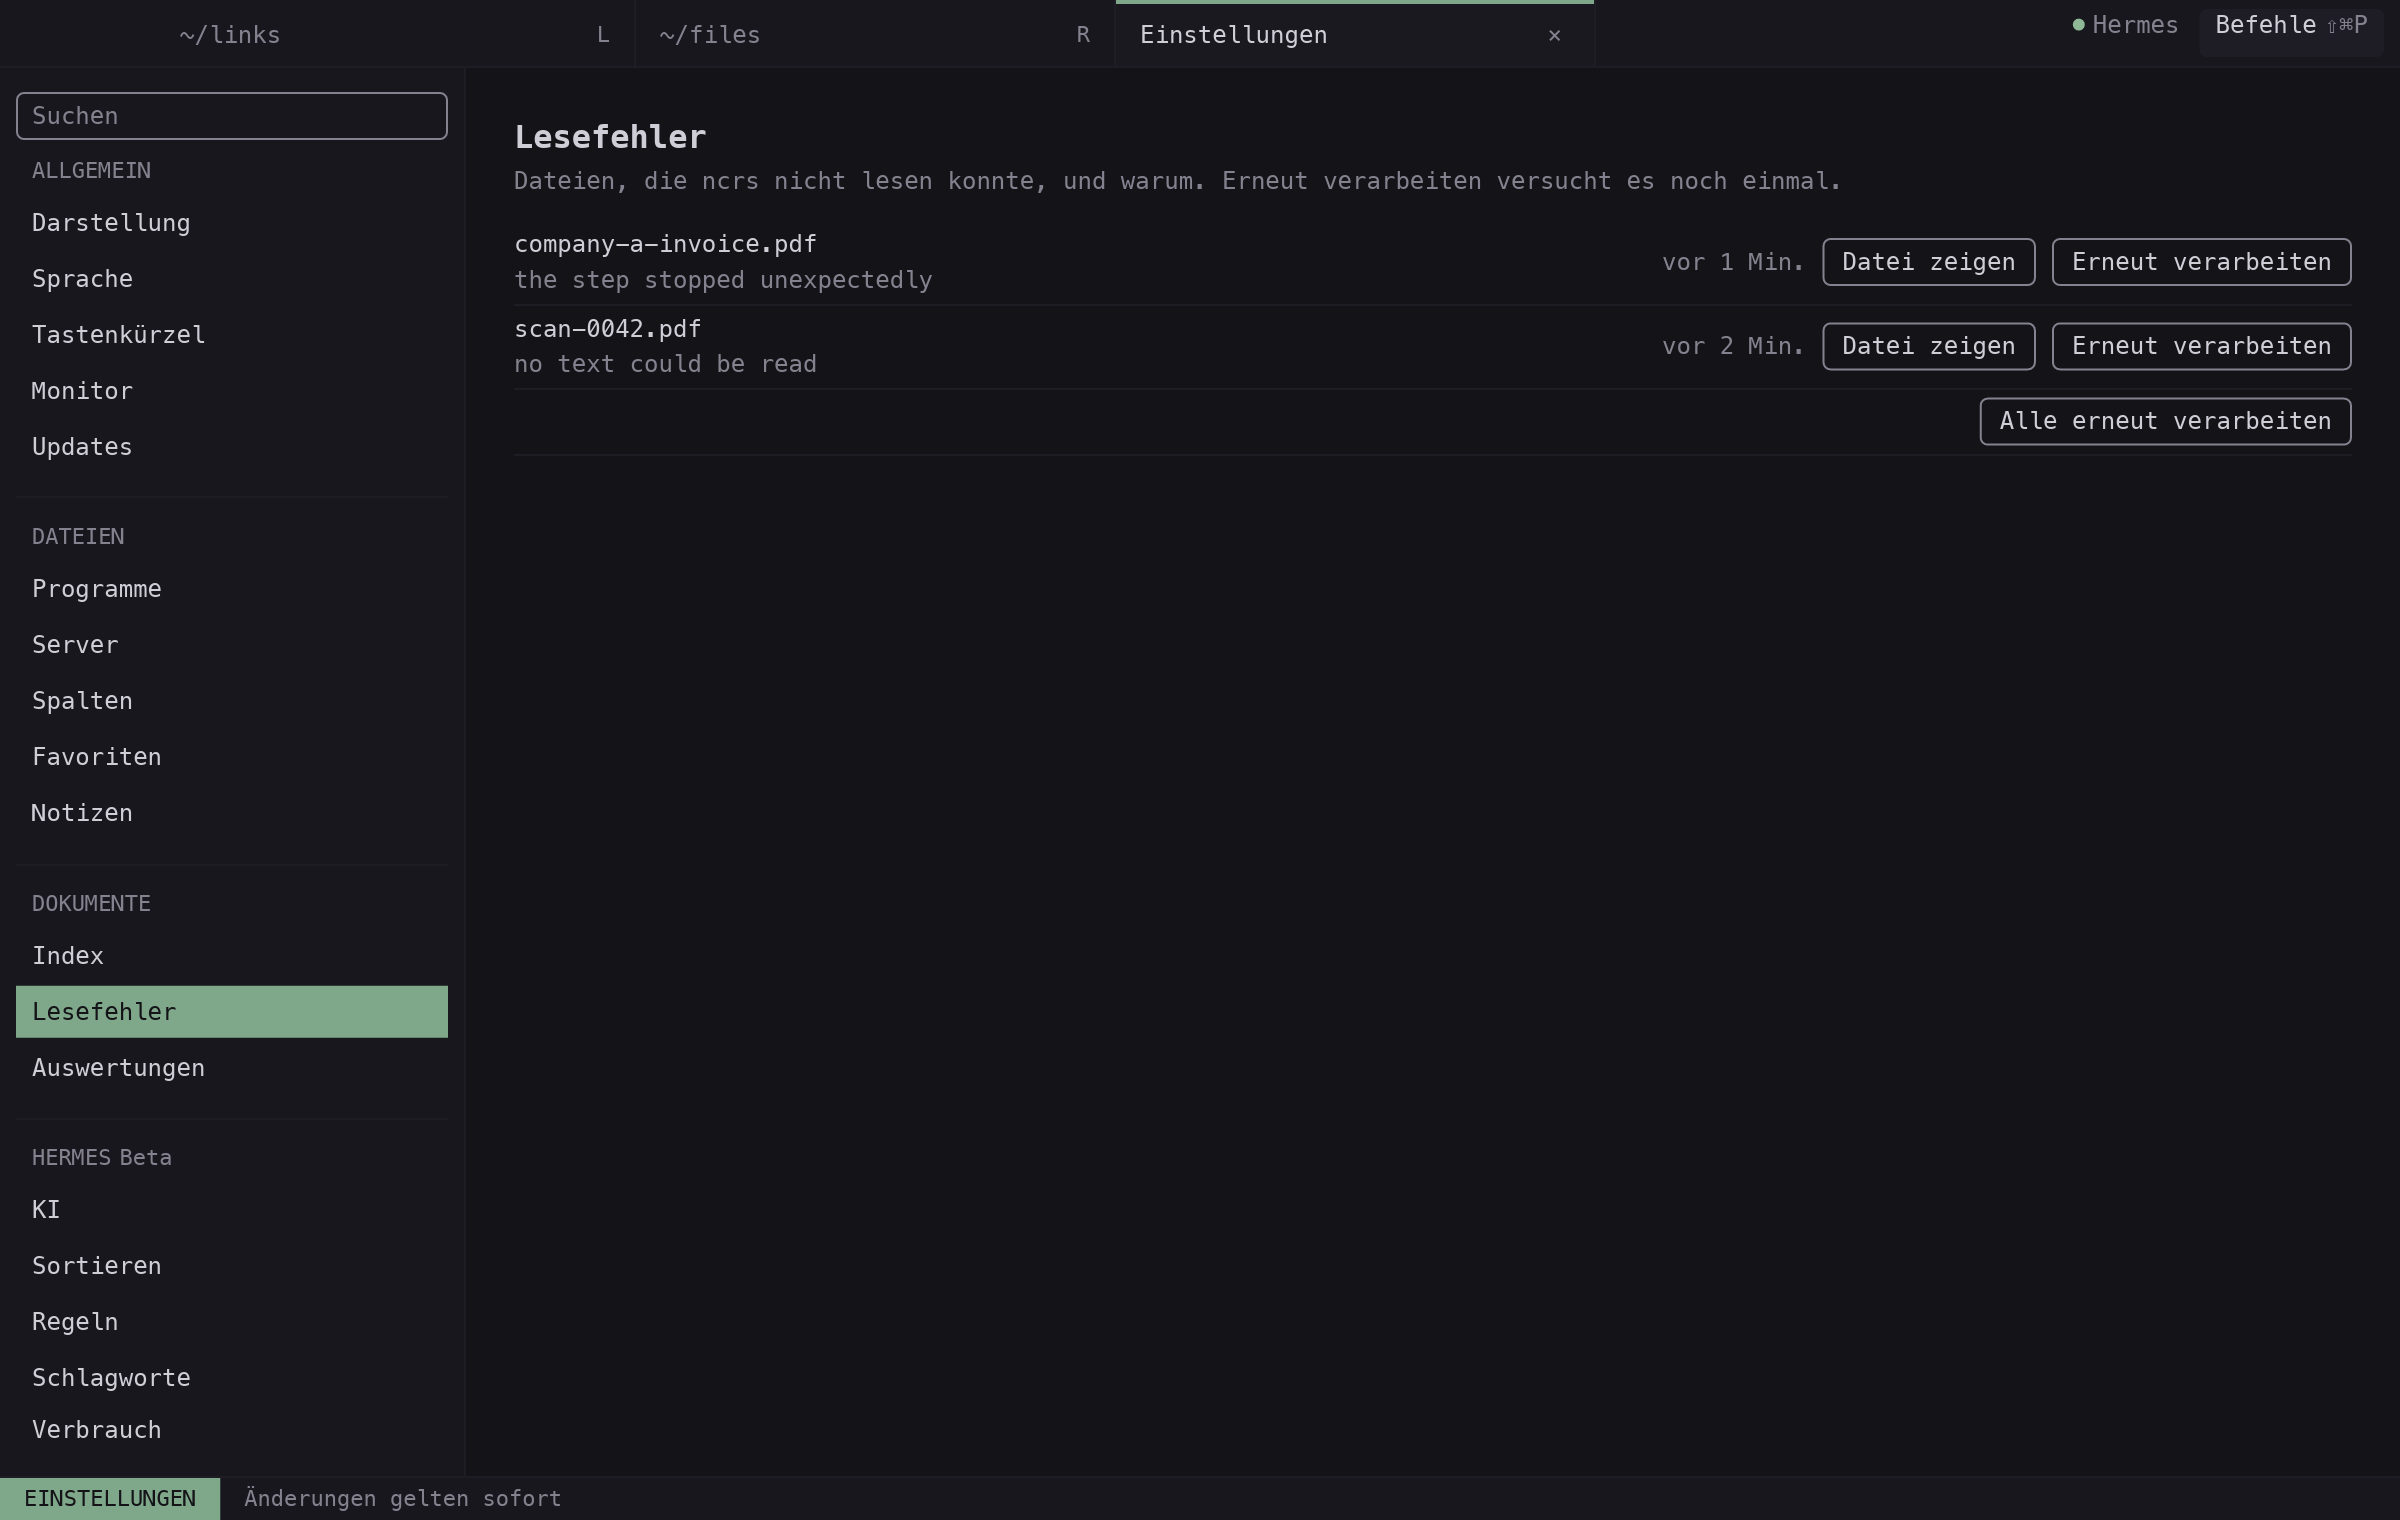 ~/links L ~/files R Einstellungen × Hermes Befehle ⇧⌘P
Suchen
ALLGEMEIN
Darstellung
Sprache
Tastenkürzel
Monitor
Updates
DATEIEN
Programme
Server
Spalten
Favoriten
Notizen
DOKUMENTE
Index
Lesefehler
Auswertungen
HERMES Beta
KI
Sortieren
Regeln
Schlagworte
Verbrauch
Lesefehler
Dateien, die ncrs nicht lesen konnte, und warum. Erneut verarbeiten versucht es noch einmal.
company-a-invoice.pdf
the step stopped unexpectedly
vor 1 Min. Datei zeigen Erneut verarbeiten
scan-0042.pdf
no text could be read
vor 2 Min. Datei zeigen Erneut verarbeiten
Alle erneut verarbeiten
EINSTELLUNGEN Änderungen gelten sofort